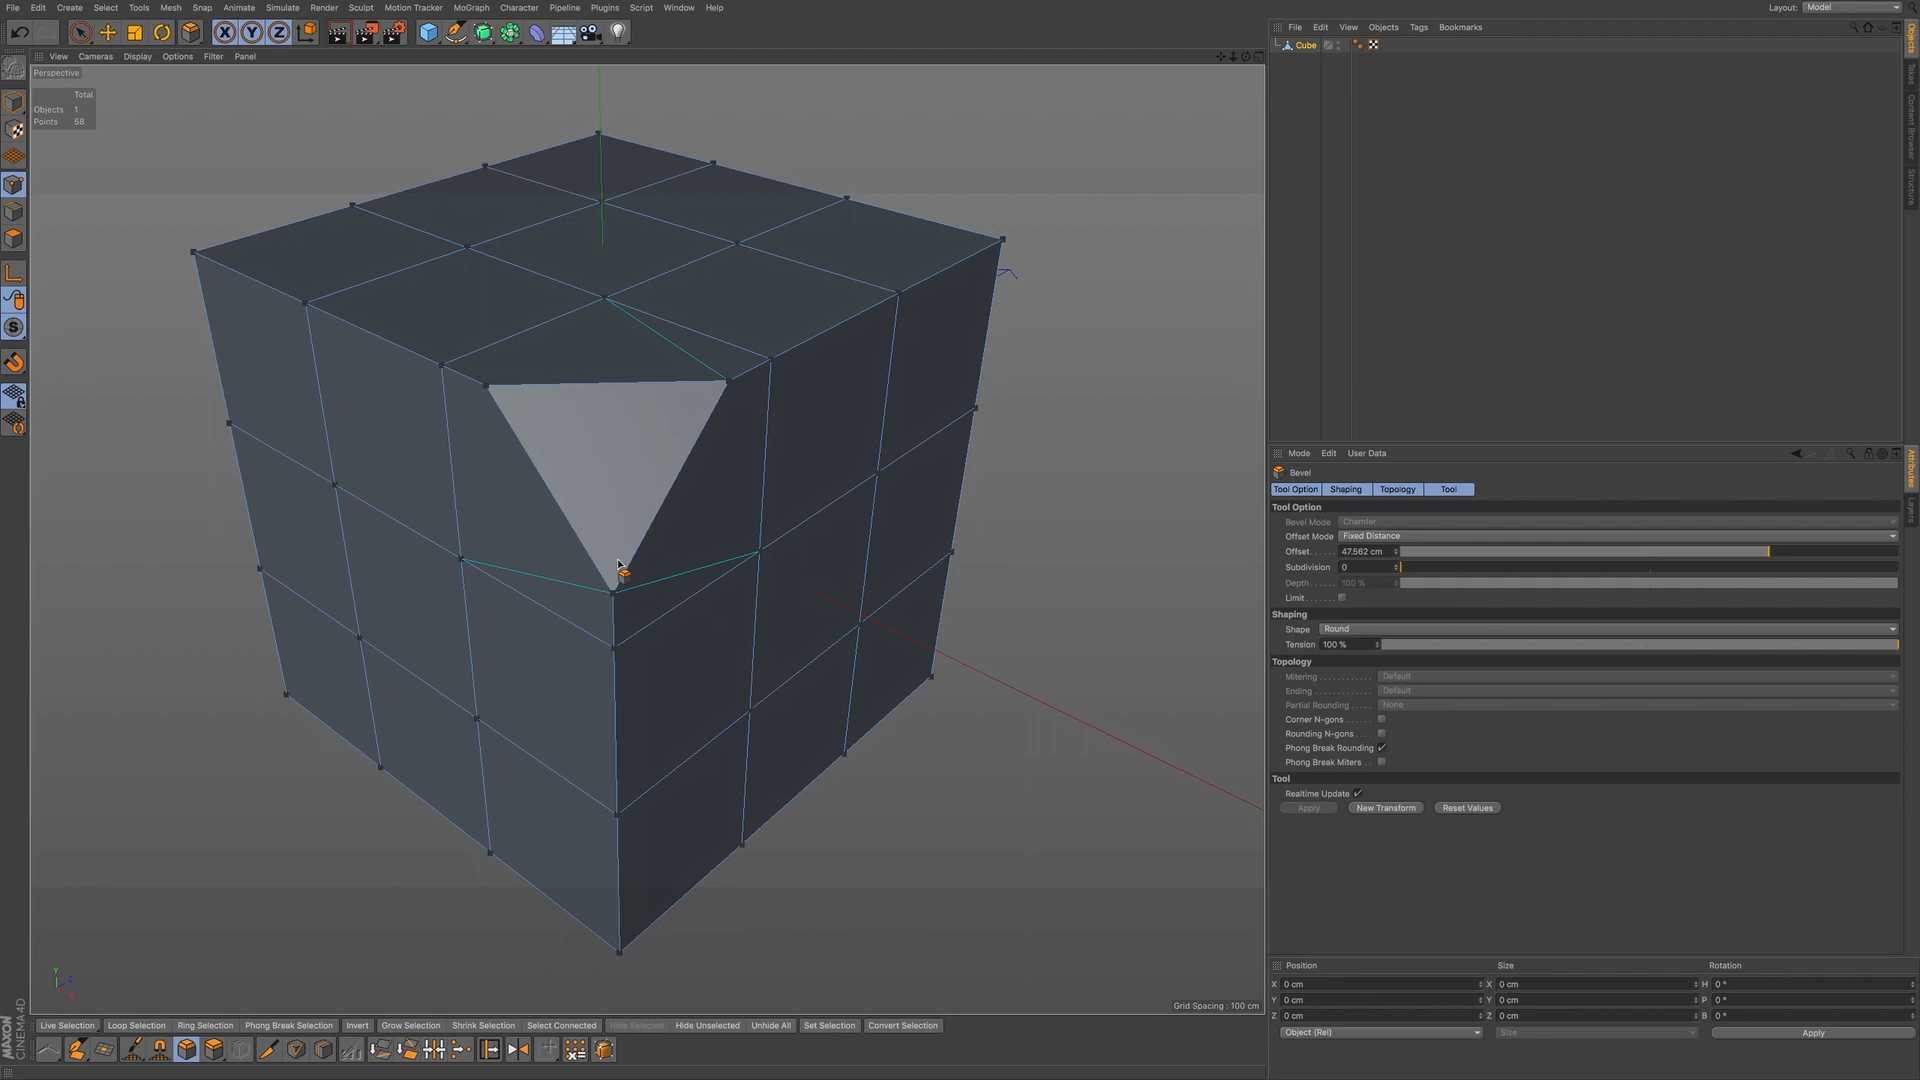 File Edit Create Select Tools Mesh Snap Animate Simulate Render Sculpt Motion Tracker MoGraph Character Pipeline Plugins Script Window Help
Layout: Model
X Y Z
View Cameras Display Options Filter Panel
File Edit View Objects Tags Bookmarks
Perspective
Total
Objects 1
Points 58
Cube
Objects
Takes
Content Browser
Structure
S
Mode Edit User Data
Bevel
Tool Option Shaping Topology Tool
Tool Option
Bevel Mode Chamfer
Offset Mode Fixed Distance
Offset . . . . . 47.562 cm
Subdivision 0
Depth . . . . . 100 %
Limit . . . . . . .
Shaping
Shape Round
Tension 100 %
Topology
Mitering . . . . . . . . . . . Default
Ending . . . . . . . . . . . . Default
Partial Rounding . . . . . None
Corner N-gons . . . . . .
Rounding N-gons . . . .
Phong Break Rounding
Phong Break Miters . .
Tool
Realtime Update
Apply New Transform Reset Values
Attributes
Layers
Position Size Rotation
X 0 cm X 0 cm H 0 °
Y 0 cm Y 0 cm P 0 °
Z 0 cm Z 0 cm B 0 °
Object (Rel) Size Apply
Y
Z
X
Grid Spacing : 100 cm
Live Selection Loop Selection Ring Selection Phong Break Selection Invert Grow Selection Shrink Selection Select Connected Hide Selected Hide Unselected Unhide All Set Selection Convert Selection
MAXON
CINEMA 4D